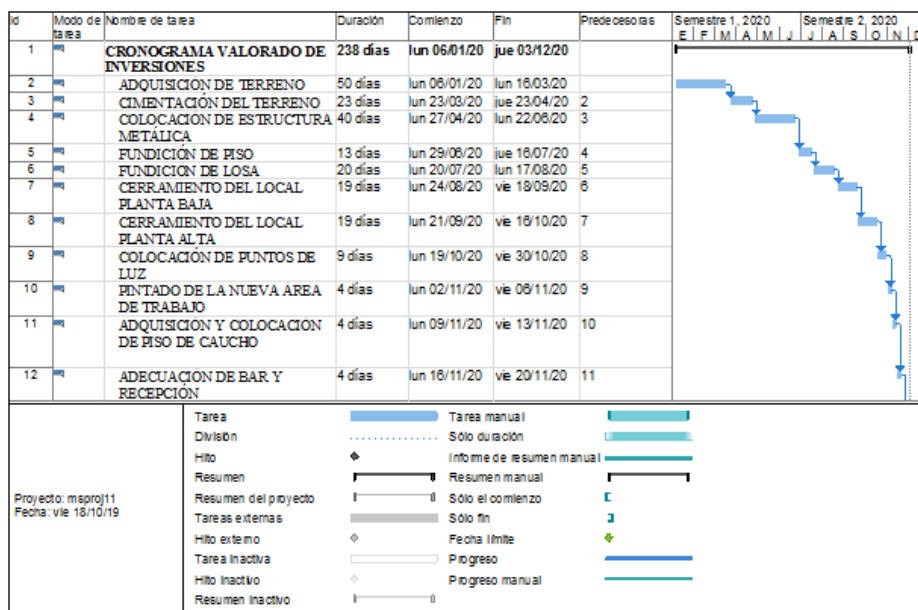 Id Modo de tarea Nombre de tarea Duración Comienzo Fin Predecesoras Semestre 1, 2020 Semestre 2, 2020
E F M A M J J A S O N D
1 CRONOGRAMA VALORADO DE INVERSIONES 238 días lun 06/01/20 jue 03/12/20
2 ADQUISICIÓN DE TERRENO 50 días lun 06/01/20 lun 16/03/20
3 CIMENTACIÓN DEL TERRENO 23 días lun 23/03/20 jue 23/04/20 2
4 COLOCACIÓN DE ESTRUCTURA METÁLICA 40 días lun 27/04/20 lun 22/06/20 3
5 FUNDICIÓN DE PISO 13 días lun 29/06/20 jue 16/07/20 4
6 FUNDICIÓN DE LOSA 20 días lun 20/07/20 lun 17/08/20 5
7 CERRAMIENTO DEL LOCAL PLANTA BAJA 19 días lun 24/08/20 vie 18/09/20 6
8 CERRAMIENTO DEL LOCAL PLANTA ALTA 19 días lun 21/09/20 vie 16/10/20 7
9 COLOCACIÓN DE PUNTOS DE LUZ 9 días lun 19/10/20 vie 30/10/20 8
10 PINTADO DE LA NUEVA ÁREA DE TRABAJO 4 días lun 02/11/20 vie 06/11/20 9
11 ADQUISICIÓN Y COLOCACIÓN DE PISO DE CAUCHO 4 días lun 09/11/20 vie 13/11/20 10
12 ADECUACIÓN DE BAR Y RECEPCIÓN 4 días lun 16/11/20 vie 20/11/20 11
Proyecto: msproj11
Fecha: vie 18/10/19
Tarea
División
Hito
Resumen
Resumen del proyecto
Tareas externas
Hito externo
Tarea inactiva
Hito inactivo
Resumen inactivo
Tarea manual
Sólo duración
Informe de resumen manual
Resumen manual
Sólo el comienzo
Sólo fin
Fecha límite
Progreso
Progreso manual